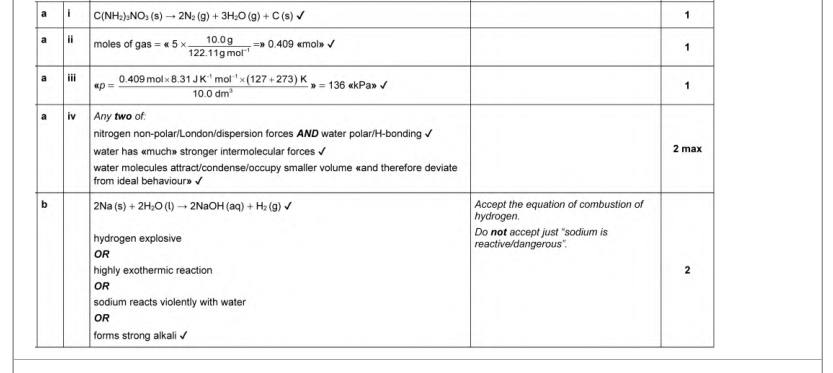 a i C(NH₂)₃NO₃ (s) → 2N₂ (g) + 3H₂O (g) + C (s) ✓ 1
a ii moles of gas = « 5 × 10.0 g / 122.11 g mol⁻¹ =» 0.409 «mol» ✓ 1
a iii «p = 0.409 mol × 8.31 J K⁻¹ mol⁻¹ × (127 + 273) K / 10.0 dm³ » = 136 «kPa» ✓ 1
a iv Any two of:
nitrogen non-polar/London/dispersion forces AND water polar/H-bonding ✓
water has «much» stronger intermolecular forces ✓
water molecules attract/condense/occupy smaller volume «and therefore deviate
from ideal behaviour» ✓
2 max
b 2Na (s) + 2H₂O (l) → 2NaOH (aq) + H₂ (g) ✓
hydrogen explosive
OR
highly exothermic reaction
OR
sodium reacts violently with water
OR
forms strong alkali ✓
Accept the equation of combustion of
hydrogen.
Do not accept just "sodium is
reactive/dangerous".
2